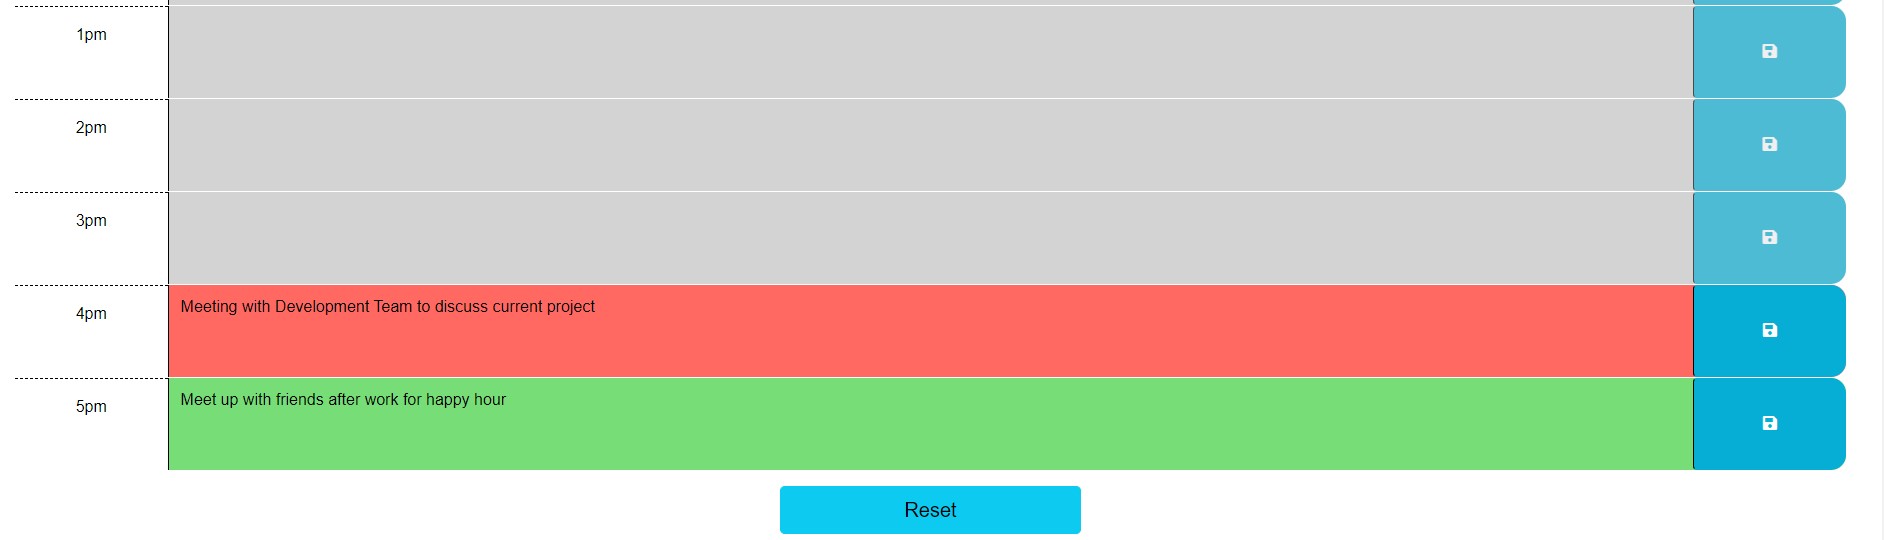 1pm
2pm
3pm
4pm Meeting with Development Team to discuss current project
5pm Meet up with friends after work for happy hour
Reset